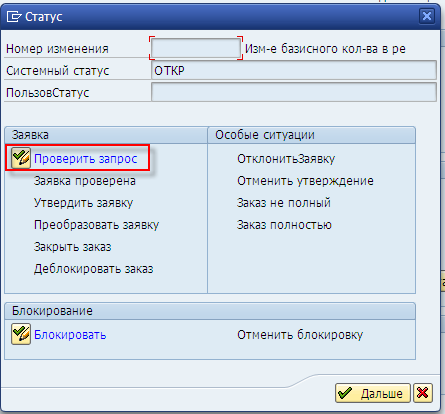 Статус
Номер изменения Изм-е базисного кол-ва в ре
Системный статус ОТКР
ПользовСтатус
Заявка Особые ситуации
Проверить запрос ОтклонитьЗаявку
Заявка проверена Отменить утверждение
Утвердить заявку Заказ не полный
Преобразовать заявку Заказ полностью
Закрыть заказ
Деблокировать заказ
Блокирование
Блокировать Отменить блокировку
Дальше